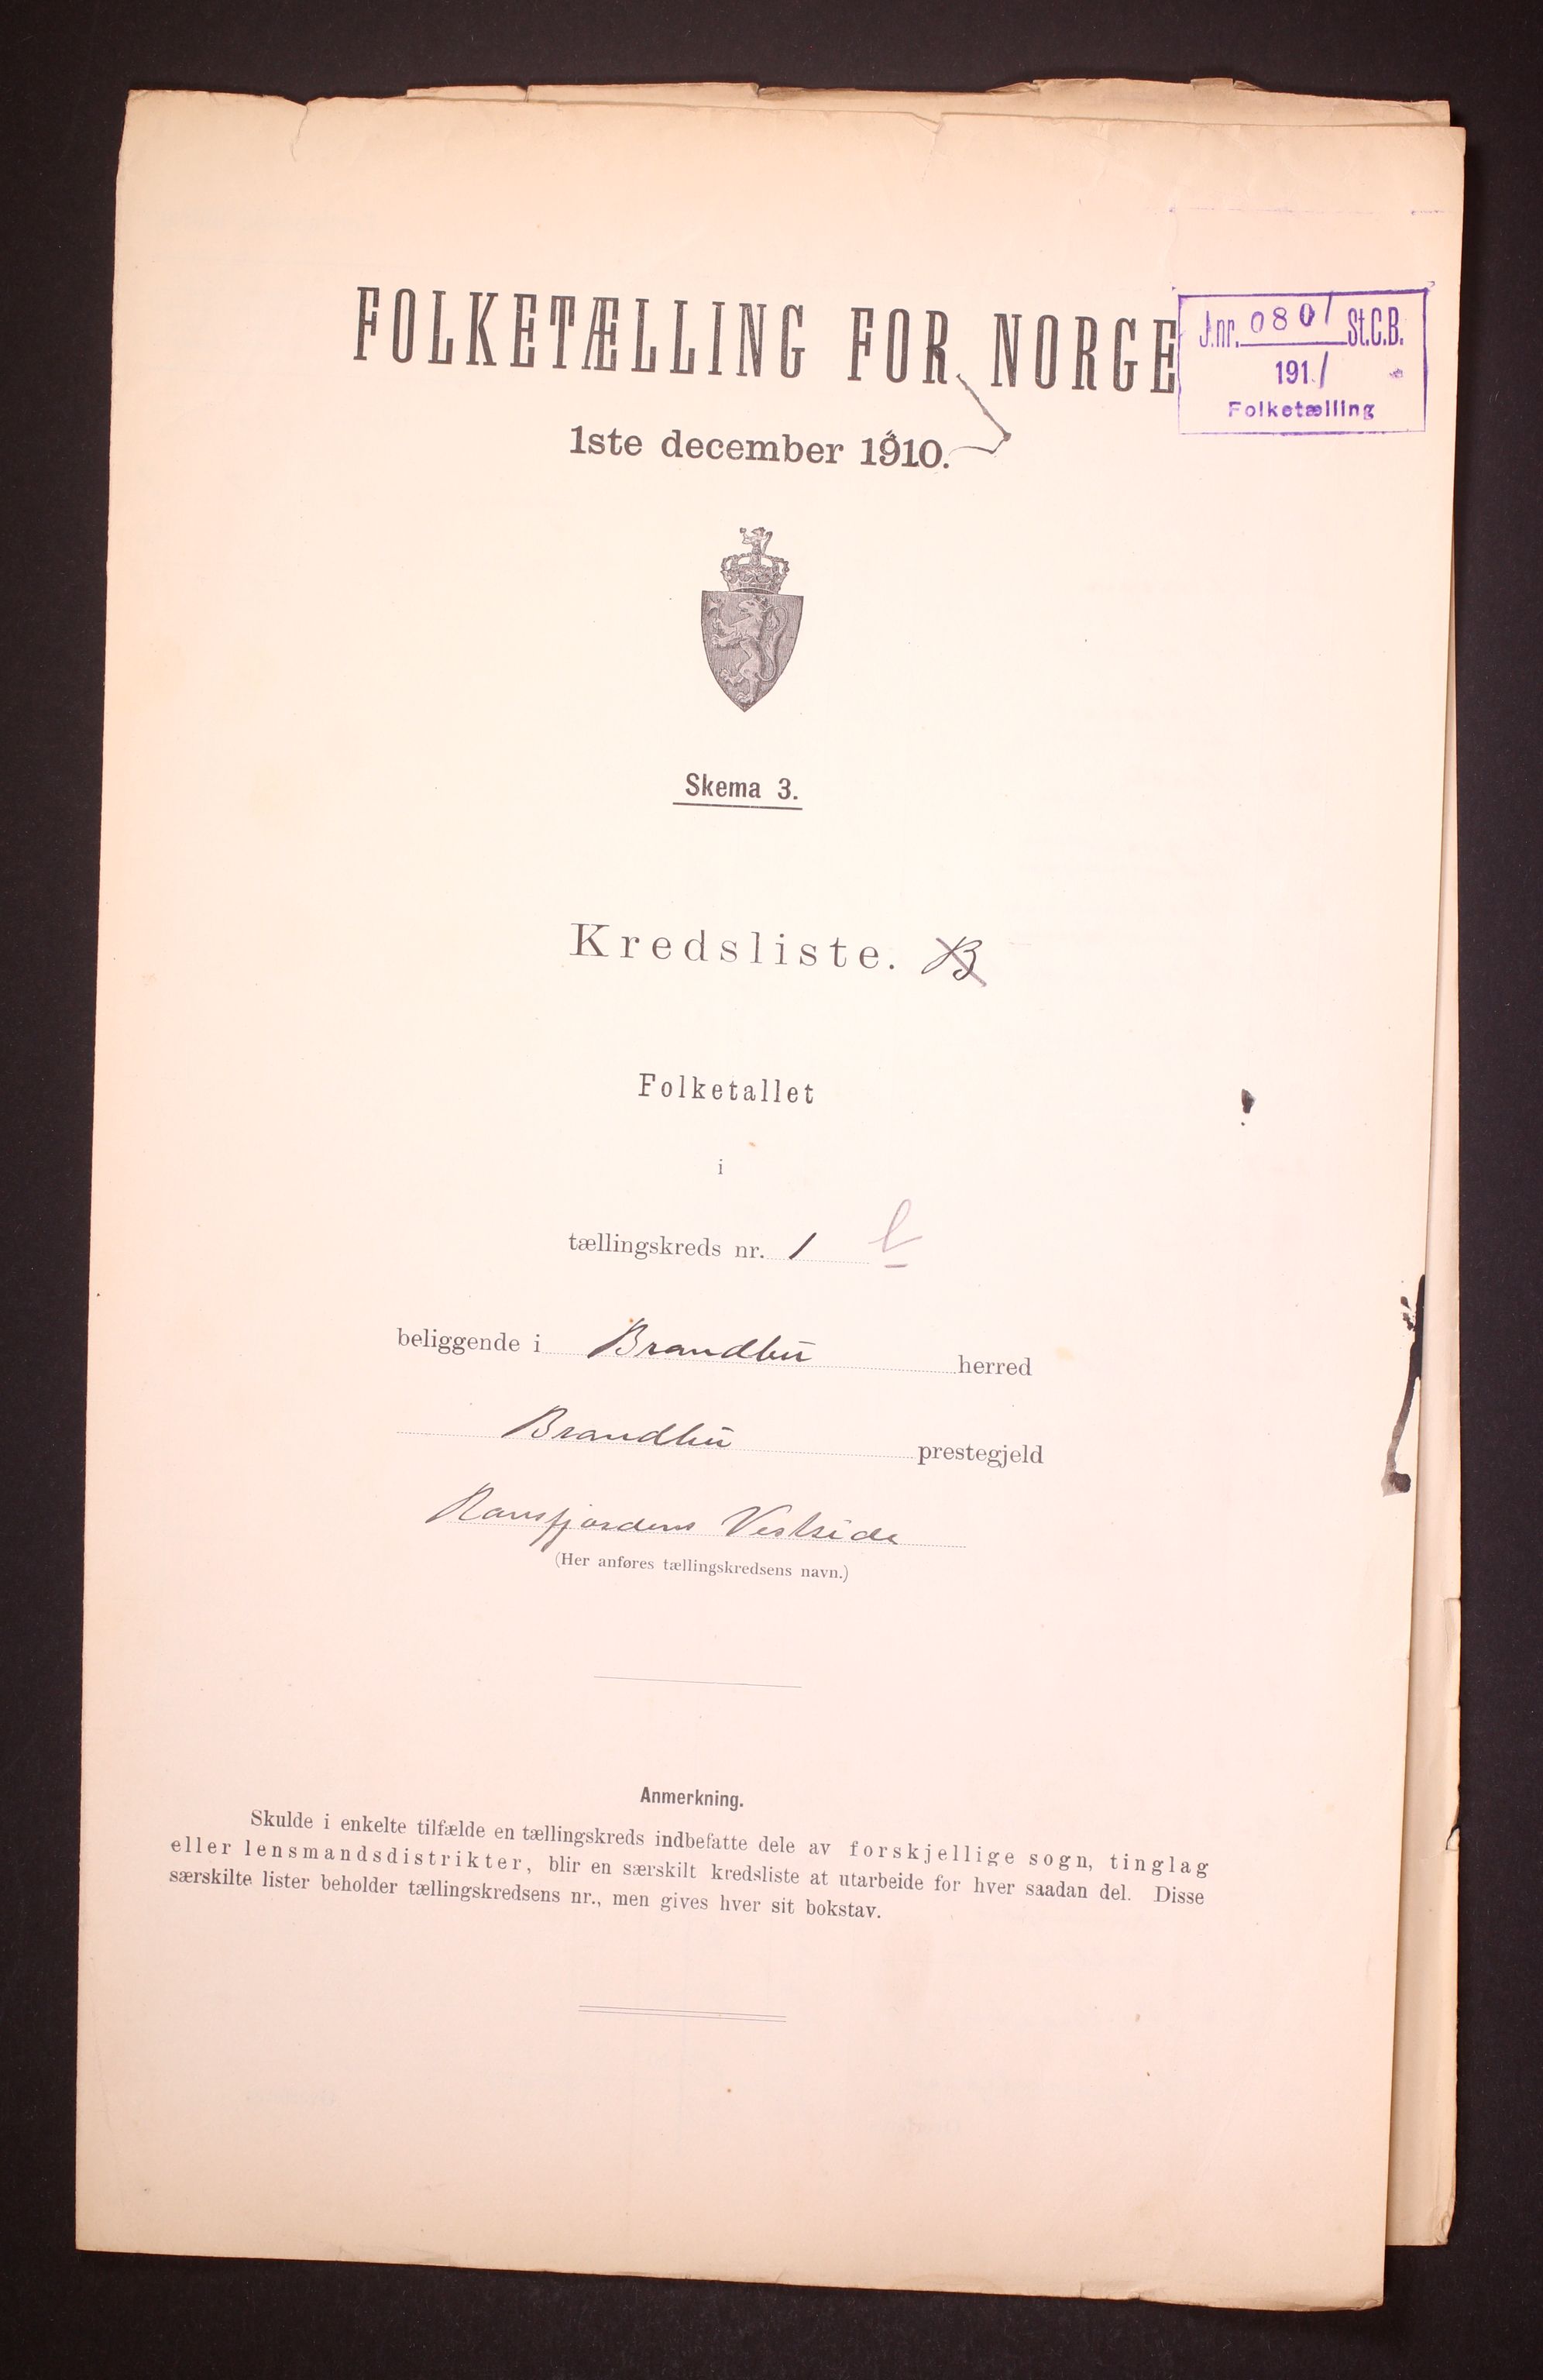 FOLKETÆLLING FOR NORGE
J.nr. 0801 St.C.B.
1911
Folketælling
1ste december 1910.
Skema 3.
Kredsliste. B
Folketallet
i
tællingskreds nr. 1 b
beliggende i Brandbu herred
Brandbu prestegjeld
Ransfjordens Vestside
(Her anføres tællingskredsens navn.)
Anmerkning.
Skulde i enkelte tilfælde en tællingskreds indbefatte dele av forskjellige sogn, tinglag
eller lensmandsdistrikter, blir en særskilt kredsliste at utarbeide for hver saadan del. Disse
særskilte lister beholder tællingskredsens nr., men gives hver sit bokstav.